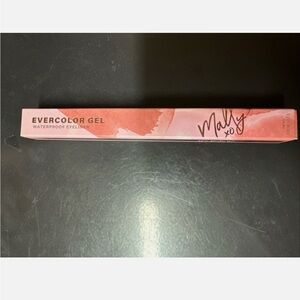 EVERCOLOR GEL
WATERPROOF EYELINER
Mally
xo